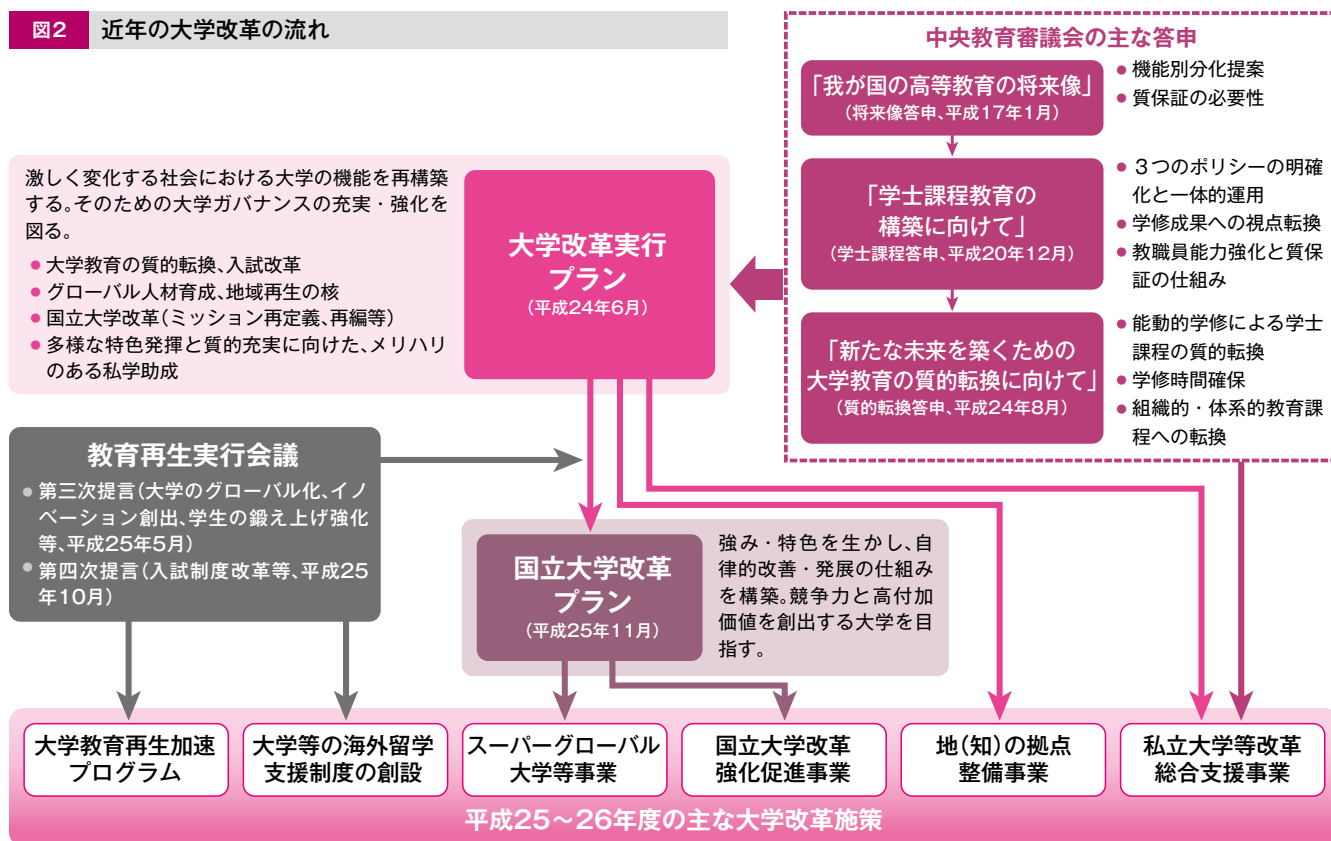 図2 近年の大学改革の流れ
中央教育審議会の主な答申
「我が国の高等教育の将来像」
(将来像答申、平成17年1月)
● 機能別分化提案
● 質保証の必要性
「学士課程教育の
構築に向けて」
(学士課程答申、平成20年12月)
● 3つのポリシーの明確
化と一体的運用
● 学修成果への視点転換
● 教職員能力強化と質保
証の仕組み
「新たな未来を築くための
大学教育の質的転換に向けて」
(質的転換答申、平成24年8月)
● 能動的学修による学士
課程の質的転換
● 学修時間確保
● 組織的・体系的教育課
程への転換
激しく変化する社会における大学の機能を再構築
する。そのための大学ガバナンスの充実・強化を
図る。
● 大学教育の質的転換、入試改革
● グローバル人材育成、地域再生の核
● 国立大学改革(ミッション再定義、再編等)
● 多様な特色発揮と質的充実に向けた、メリハリ
のある私学助成
大学改革実行
プラン
(平成24年6月)
教育再生実行会議
● 第三次提言(大学のグローバル化、イノ
ベーション創出、学生の鍛え上げ強化
等、平成25年5月)
● 第四次提言(入試制度改革等、平成25
年10月)
国立大学改革
プラン
(平成25年11月)
強み・特色を生かし、自
律的改善・発展の仕組み
を構築。競争力と高付加
価値を創出する大学を目
指す。
大学教育再生加速
プログラム
大学等の海外留学
支援制度の創設
スーパーグローバル
大学等事業
国立大学改革
強化促進事業
地(知)の拠点
整備事業
私立大学等改革
総合支援事業
平成25~26年度の主な大学改革施策